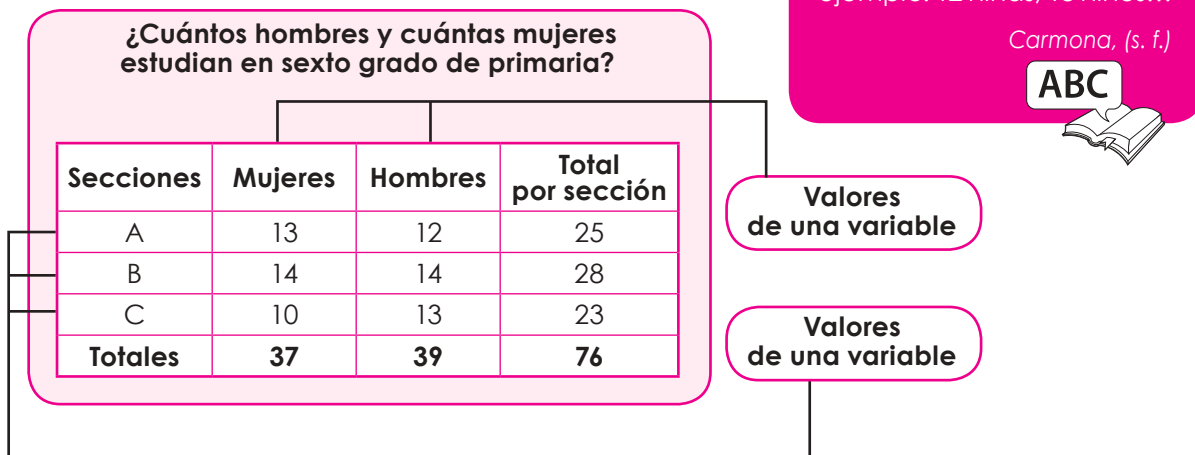 Carmona, (s. f.)
ABC
¿Cuántos hombres y cuántas mujeres
estudian en sexto grado de primaria?
Secciones Mujeres Hombres Total
por sección
A 13 12 25
B 14 14 28
C 10 13 23
Totales 37 39 76
Valores
de una variable
Valores
de una variable